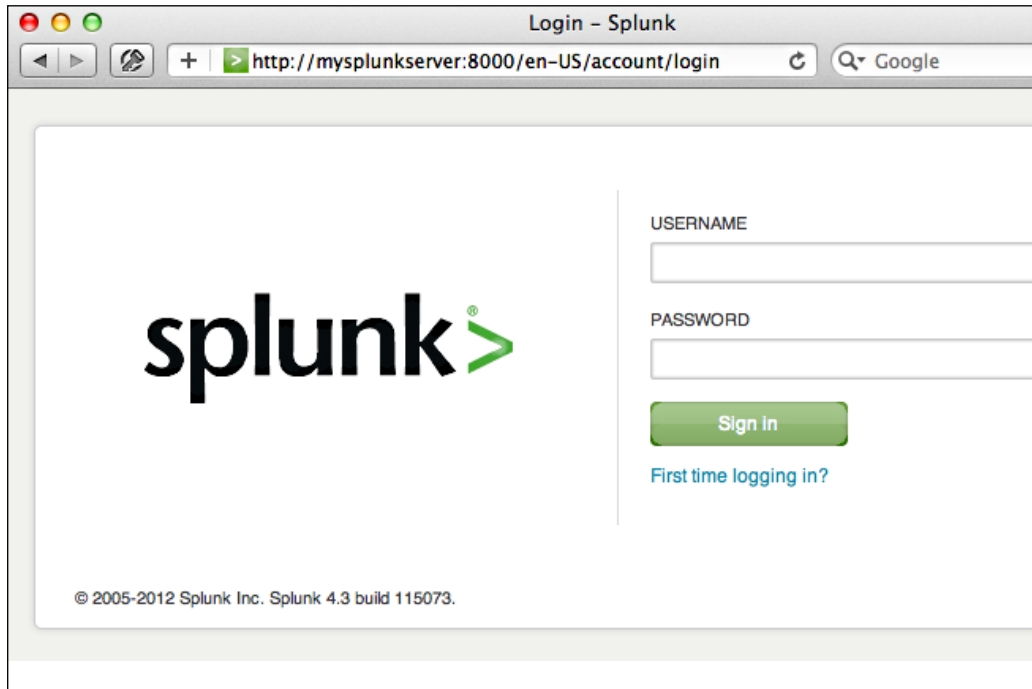 Login – Splunk
http://mysplunkserver:8000/en-US/account/login
Google
USERNAME
splunk>®
PASSWORD
Sign in
First time logging in?
© 2005-2012 Splunk Inc. Splunk 4.3 build 115073.